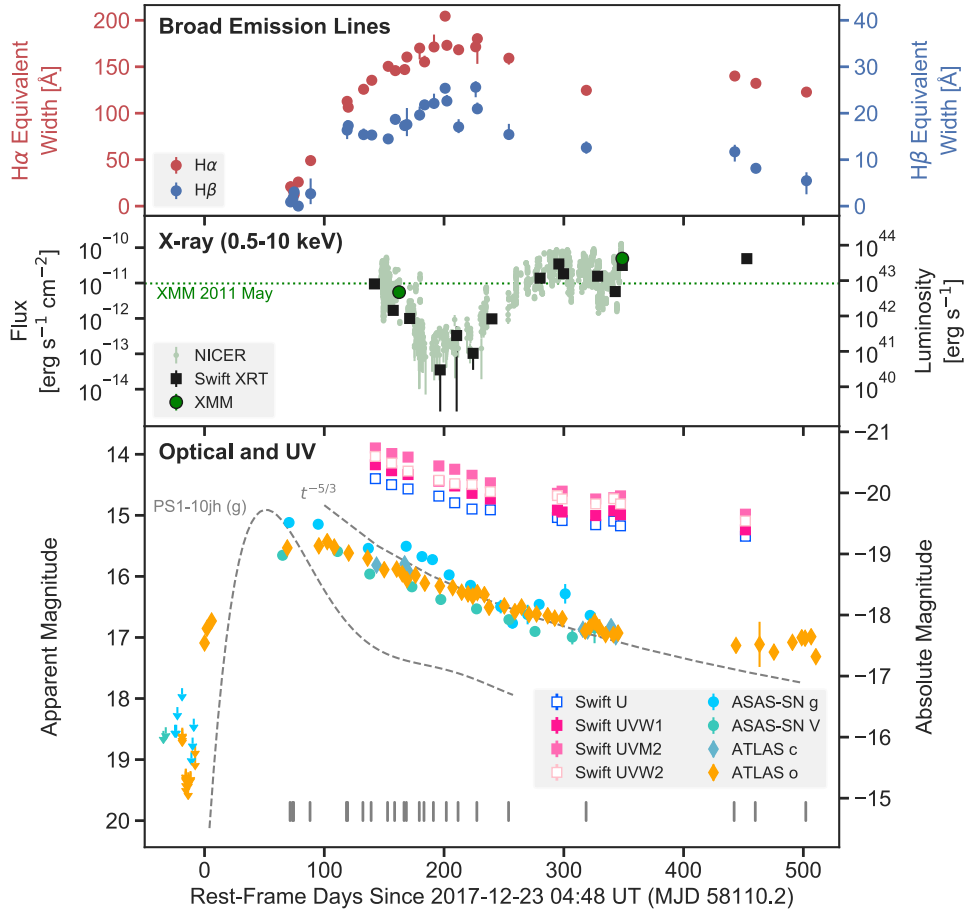 Broad Emission Lines
Hα Equivalent
Width [Å]
200
150
100
50
0
Hα
Hβ
40
30
20
10
0
Hβ Equivalent
Width [Å]
X-ray (0.5-10 keV)
Flux
[erg s⁻¹ cm⁻²]
10⁻¹⁰
10⁻¹¹
10⁻¹²
10⁻¹³
10⁻¹⁴
XMM 2011 May
NICER
Swift XRT
XMM
10⁴⁴
10⁴³
10⁴²
10⁴¹
10⁴⁰
Luminosity
[erg s⁻¹]
Optical and UV
Apparent Magnitude
14
15
16
17
18
19
20
PS1-10jh (g)
t⁻⁵/³
Swift U
Swift UVW1
Swift UVM2
Swift UVW2
ASAS-SN g
ASAS-SN V
ATLAS c
ATLAS o
−21
−20
−19
−18
−17
−16
−15
Absolute Magnitude
0 100 200 300 400 500
Rest-Frame Days Since 2017-12-23 04:48 UT (MJD 58110.2)